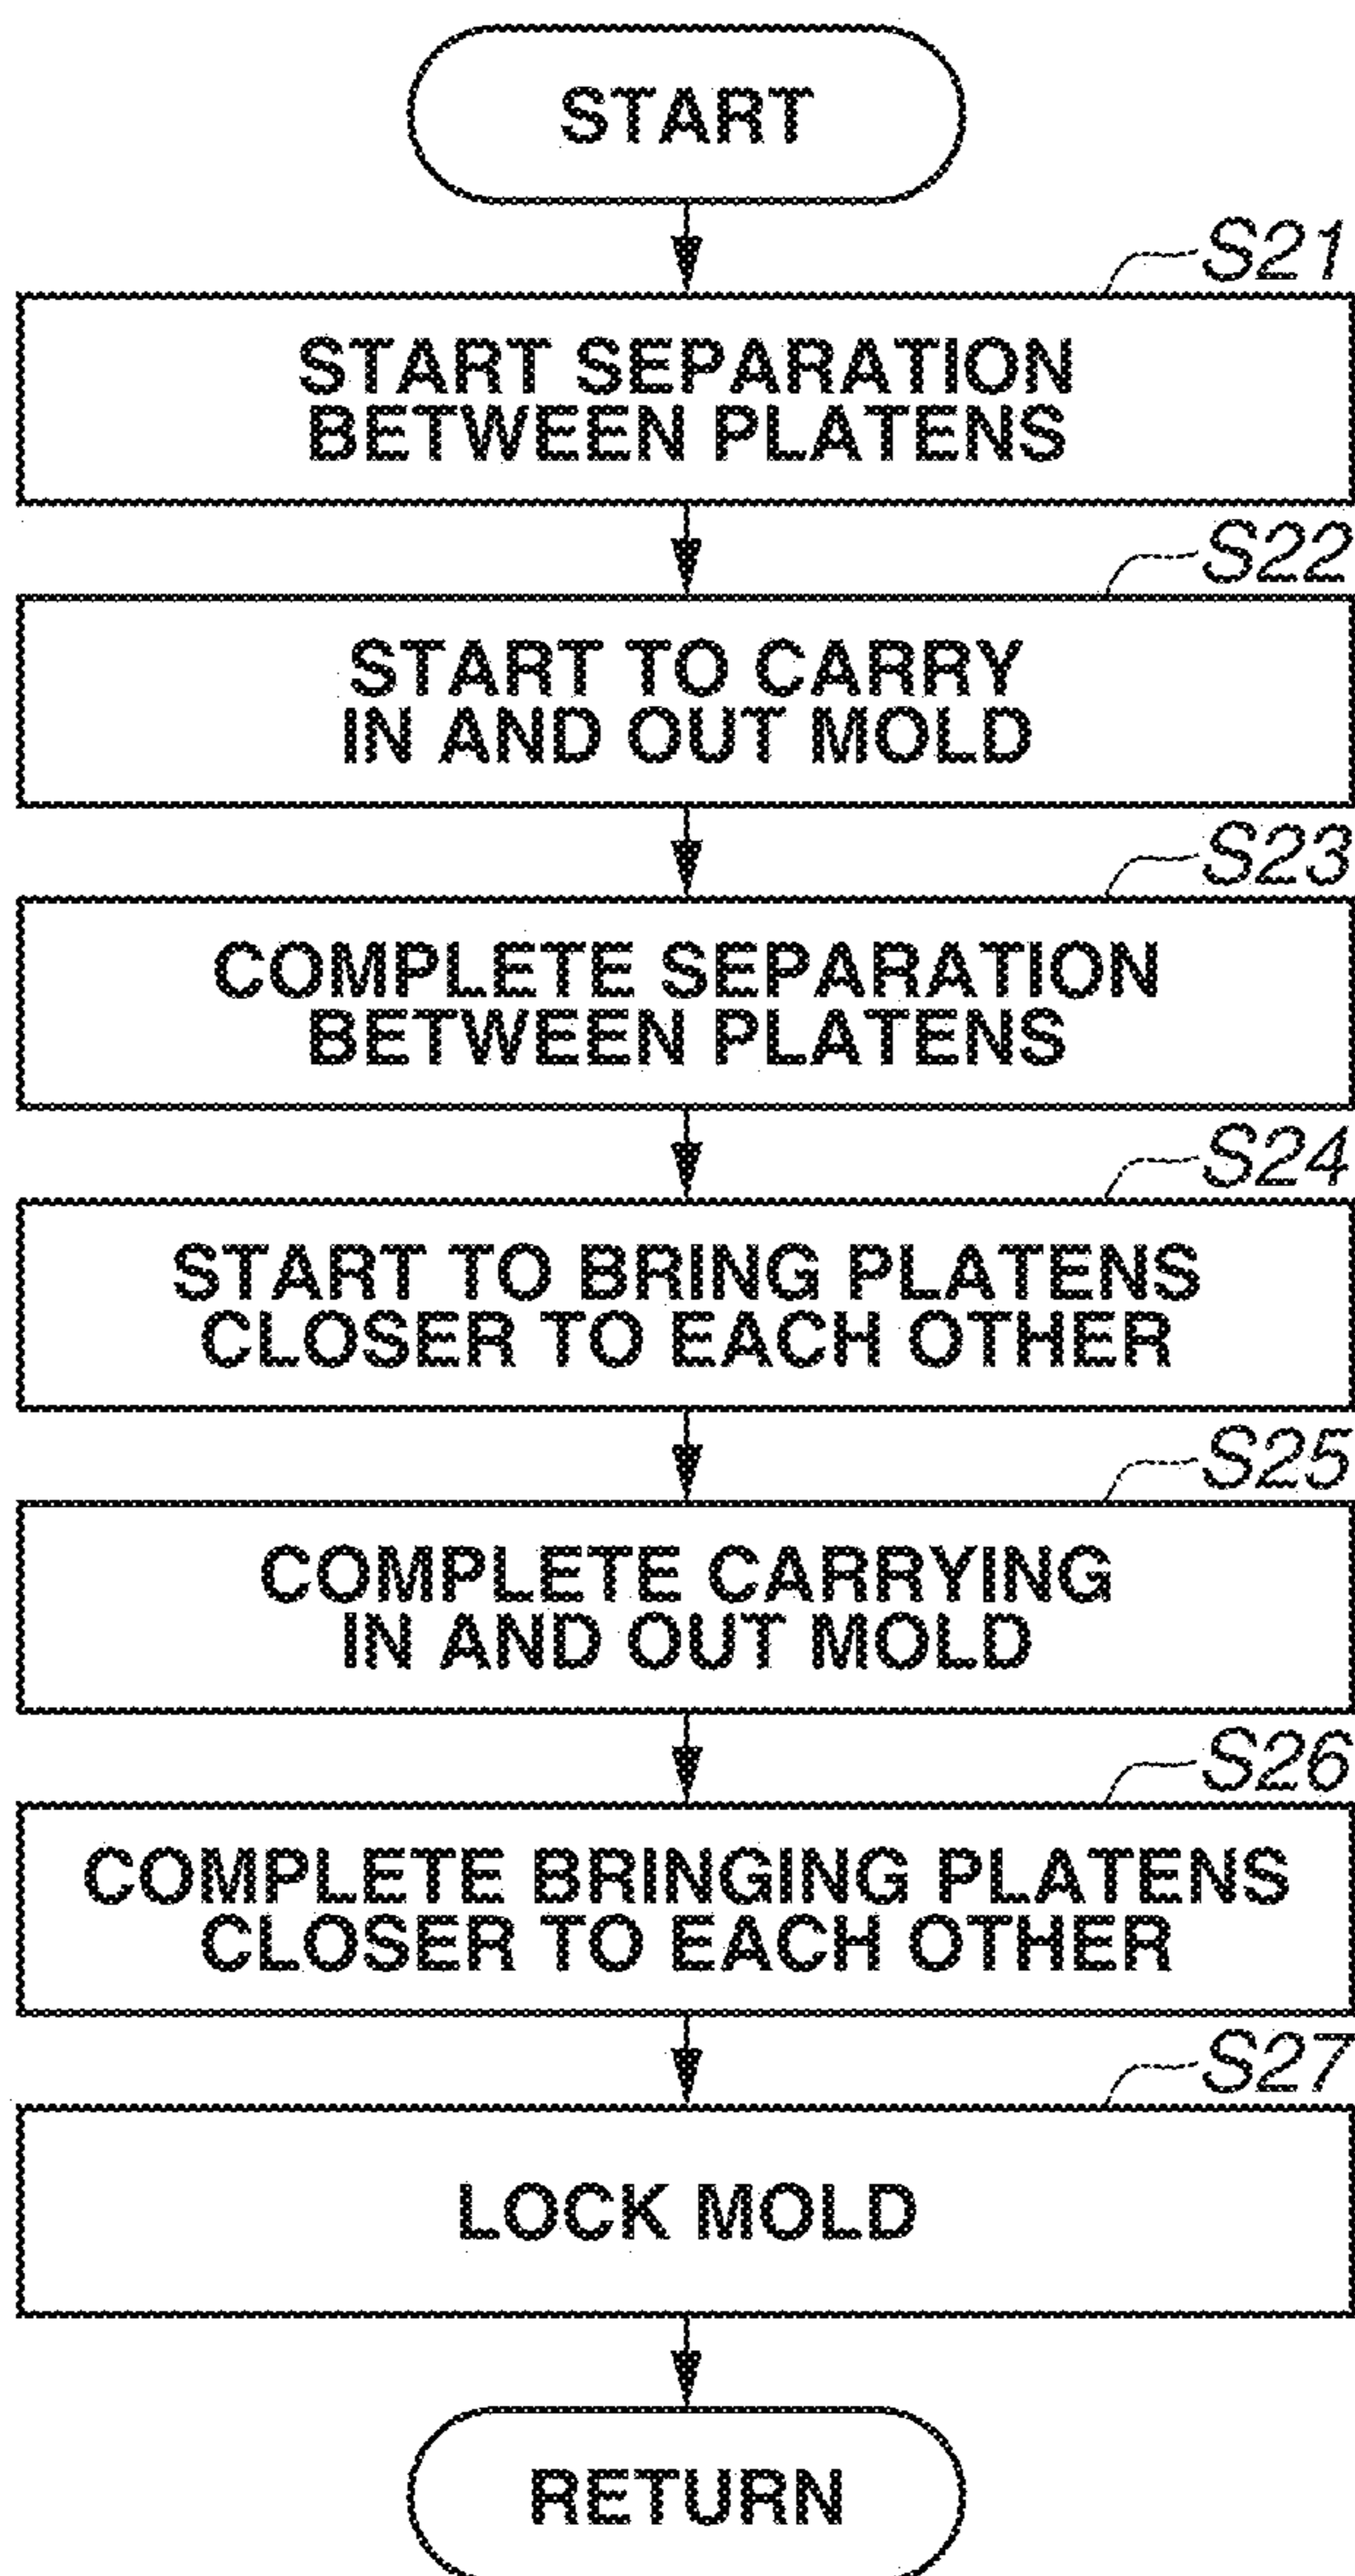 START
S21
START SEPARATION
BETWEEN PLATENS
S22
START TO CARRY
IN AND OUT MOLD
S23
COMPLETE SEPARATION
BETWEEN PLATENS
S24
START TO BRING PLATENS
CLOSER TO EACH OTHER
S25
COMPLETE CARRYING
IN AND OUT MOLD
S26
COMPLETE BRINGING PLATENS
CLOSER TO EACH OTHER
S27
LOCK MOLD
RETURN